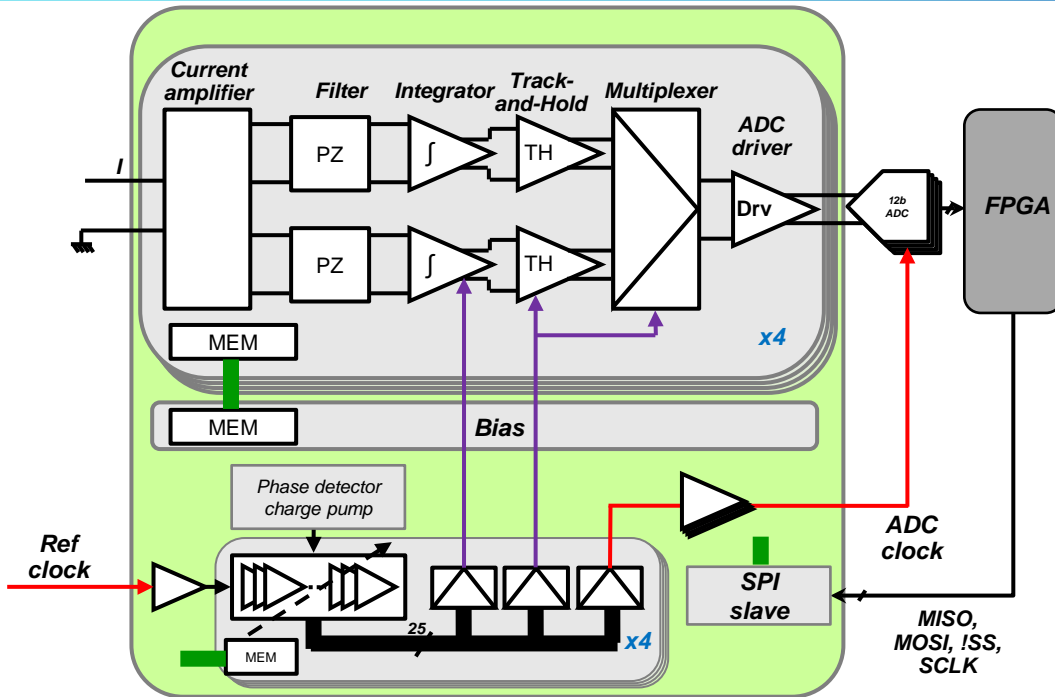 Current
amplifier
Filter
Integrator
Track-
and-Hold
Multiplexer
ADC
driver
I
PZ
∫
TH
PZ
∫
TH
Drv
12b
ADC
FPGA
MEM
x4
MEM
Bias
Phase detector
charge pump
Ref
clock
ADC
clock
25
MEM
x4
SPI
slave
MISO,
MOSI, !SS,
SCLK